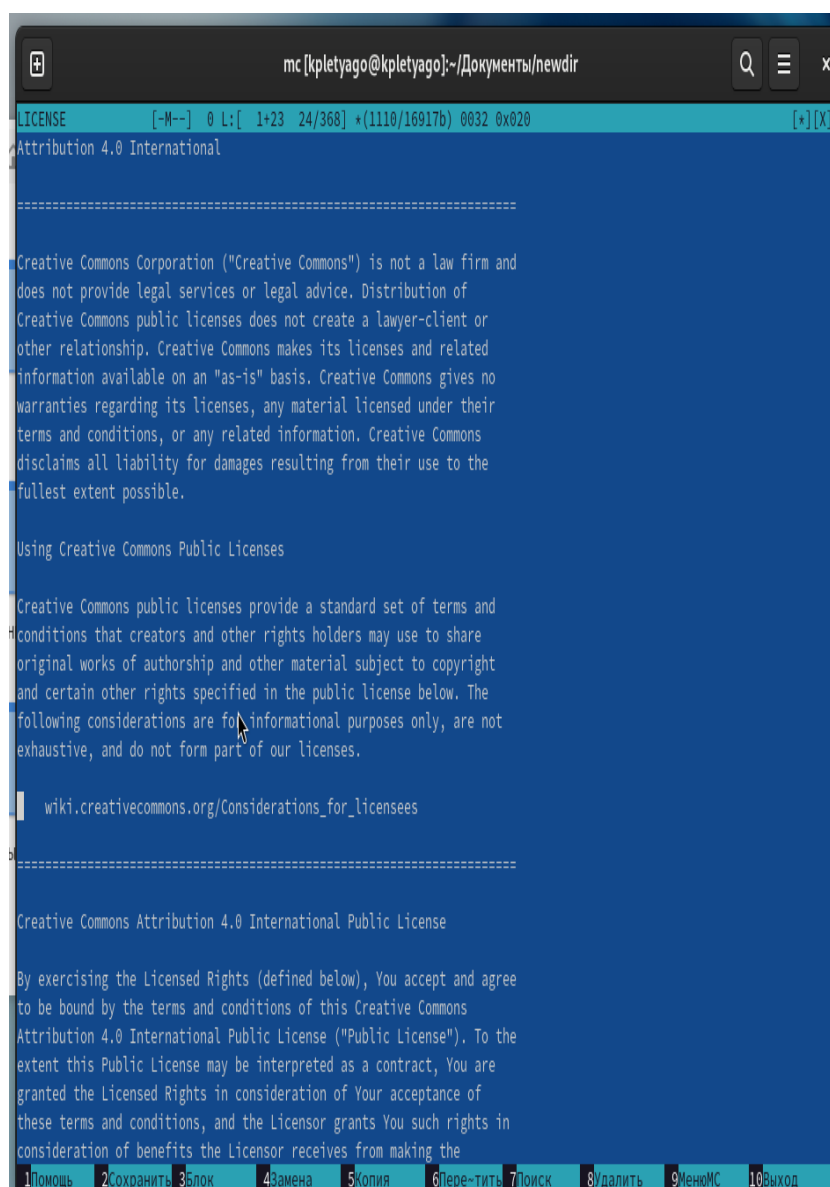 mc [kpletyago@kpletyago]:~/Документы/newdir
LICENSE [-M--] 0 L:[ 1+23 24/368] *(1110/16917b) 0032 0x020 [*][X]
Attribution 4.0 International
=======================================================================
Creative Commons Corporation ("Creative Commons") is not a law firm and
does not provide legal services or legal advice. Distribution of
Creative Commons public licenses does not create a lawyer-client or
other relationship. Creative Commons makes its licenses and related
information available on an "as-is" basis. Creative Commons gives no
warranties regarding its licenses, any material licensed under their
terms and conditions, or any related information. Creative Commons
disclaims all liability for damages resulting from their use to the
fullest extent possible.
Using Creative Commons Public Licenses
Creative Commons public licenses provide a standard set of terms and
conditions that creators and other rights holders may use to share
original works of authorship and other material subject to copyright
and certain other rights specified in the public license below. The
following considerations are for informational purposes only, are not
exhaustive, and do not form part of our licenses.
wiki.creativecommons.org/Considerations_for_licensees
=======================================================================
Creative Commons Attribution 4.0 International Public License
By exercising the Licensed Rights (defined below), You accept and agree
to be bound by the terms and conditions of this Creative Commons
Attribution 4.0 International Public License ("Public License"). To the
extent this Public License may be interpreted as a contract, You are
granted the Licensed Rights in consideration of Your acceptance of
these terms and conditions, and the Licensor grants You such rights in
consideration of benefits the Licensor receives from making the
1Помощь 2Сохранить 3Блок 4Замена 5Копия 6Пере~тить 7Поиск 8Удалить 9МенюMC 10Выход